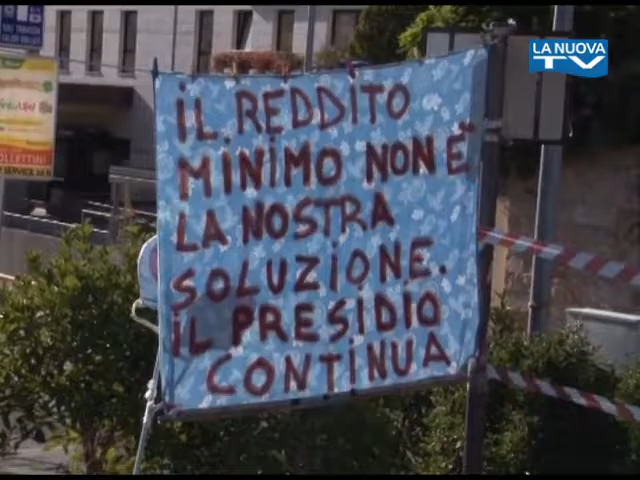 LA NUOVA
TV
IL REDDITO
MINIMO NON È
LA NOSTRA
SOLUZIONE.
IL PRESIDIO
CONTINUA